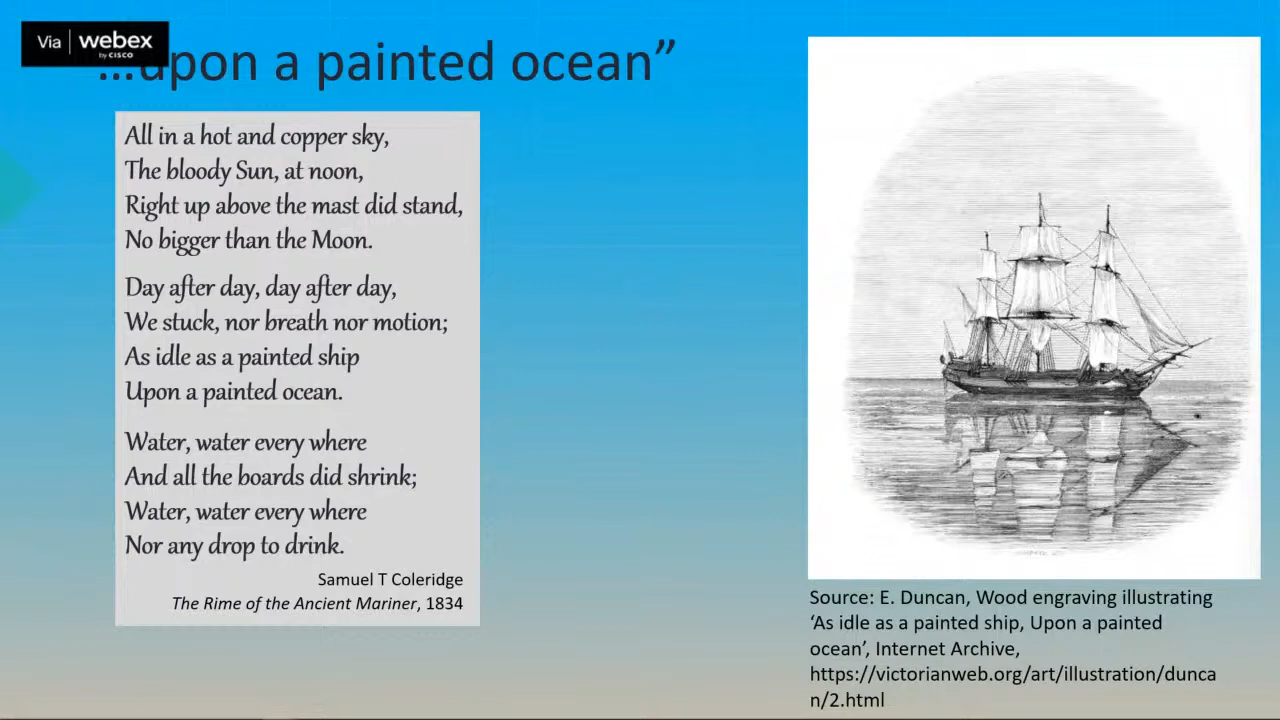 Via webex
by CISCO
...upon a painted ocean”
All in a hot and copper sky,
The bloody Sun, at noon,
Right up above the mast did stand,
No bigger than the Moon.
Day after day, day after day,
We stuck, nor breath nor motion;
As idle as a painted ship
Upon a painted ocean.
Water, water every where
And all the boards did shrink;
Water, water every where
Nor any drop to drink.
Samuel T Coleridge
The Rime of the Ancient Mariner, 1834
Source: E. Duncan, Wood engraving illustrating
‘As idle as a painted ship, Upon a painted
ocean’, Internet Archive,
https://victorianweb.org/art/illustration/dunca
n/2.html